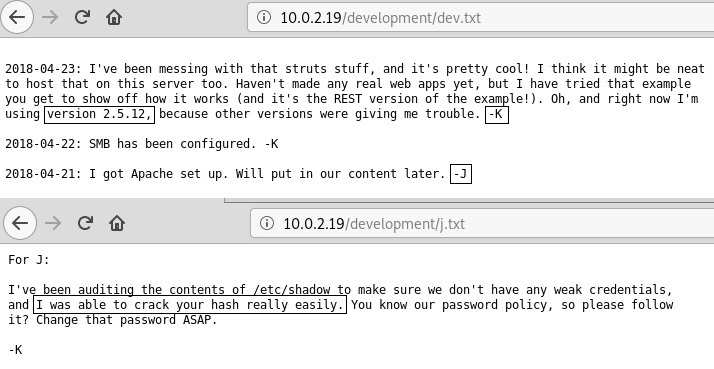 10.0.2.19/development/dev.txt
2018-04-23: I've been messing with that struts stuff, and it's pretty cool! I think it might be neat
to host that on this server too. Haven't made any real web apps yet, but I have tried that example
you get to show off how it works (and it's the REST version of the example!). Oh, and right now I'm
using version 2.5.12, because other versions were giving me trouble. -K
2018-04-22: SMB has been configured. -K
2018-04-21: I got Apache set up. Will put in our content later. -J
10.0.2.19/development/j.txt
For J:
I've been auditing the contents of /etc/shadow to make sure we don't have any weak credentials,
and I was able to crack your hash really easily. You know our password policy, so please follow
it? Change that password ASAP.
-K